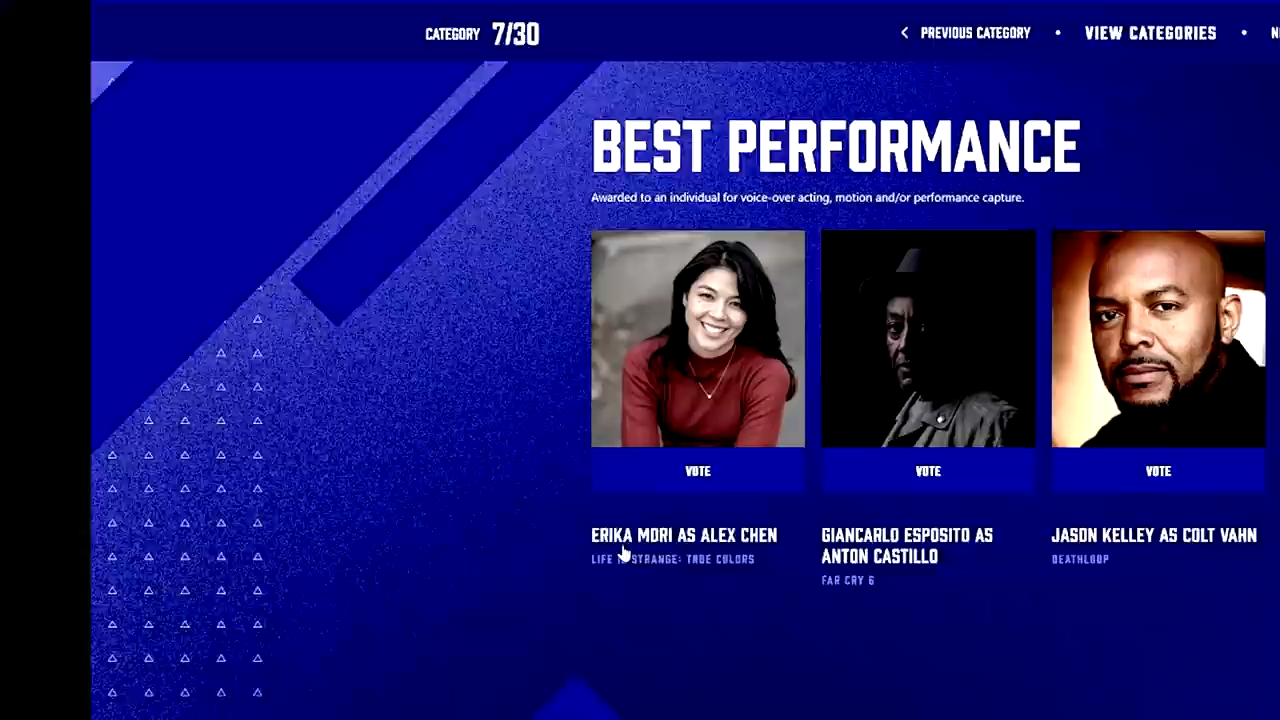 CATEGORY 7/30
PREVIOUS CATEGORY • VIEW CATEGORIES •
BEST PERFORMANCE
Awarded to an individual for voice-over acting, motion and/or performance capture.
VOTE VOTE VOTE
ERIKA MORI AS ALEX CHEN
LIFE STRANGE: TRUE COLORS
GIANCARLO ESPOSITO AS
ANTON CASTILLO
FAR CRY 6
JASON KELLEY AS COLT VAHN
DEATHLOOP